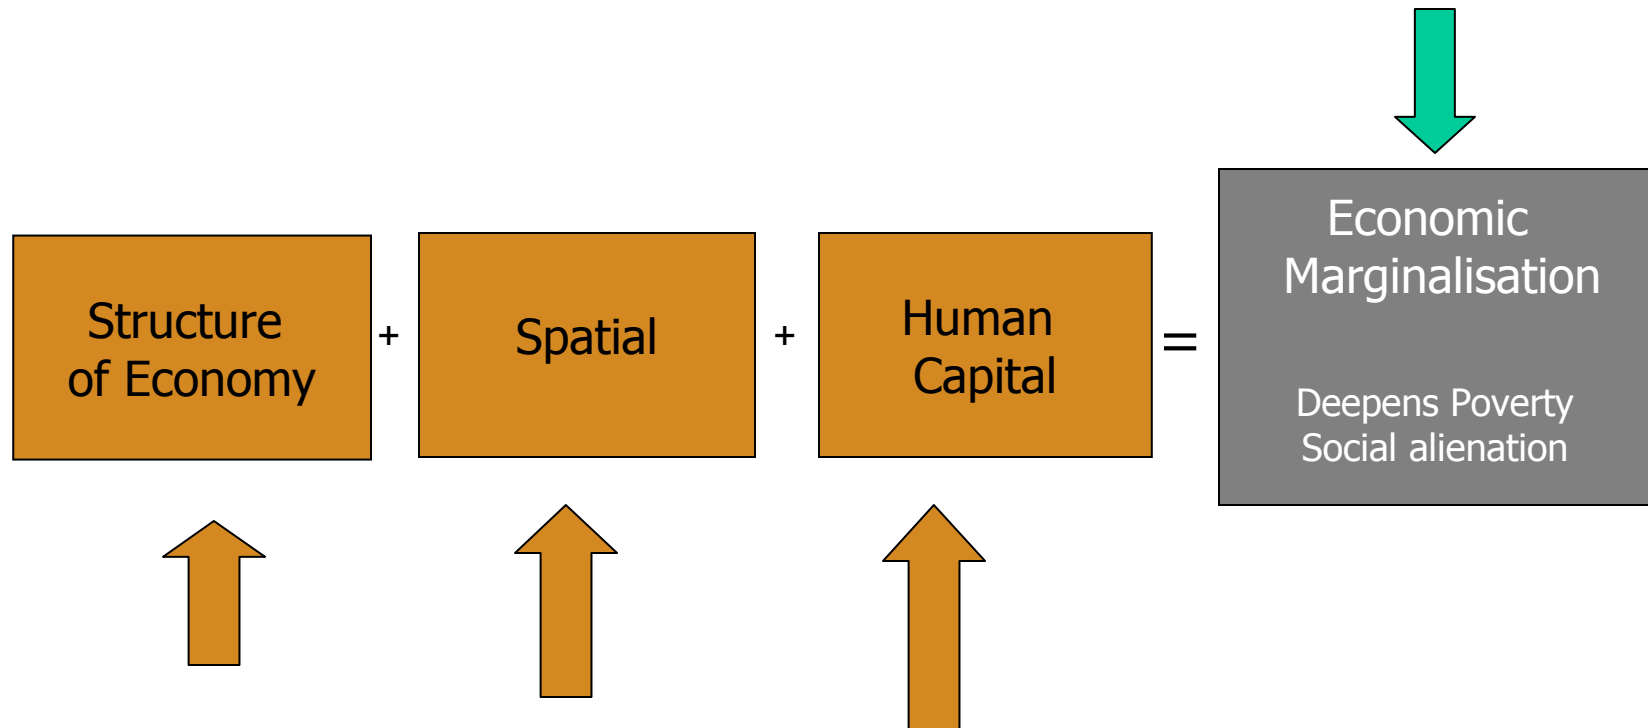 Structure
of Economy
+
Spatial
+
Human
Capital
=
Economic
Marginalisation
Deepens Poverty
Social alienation